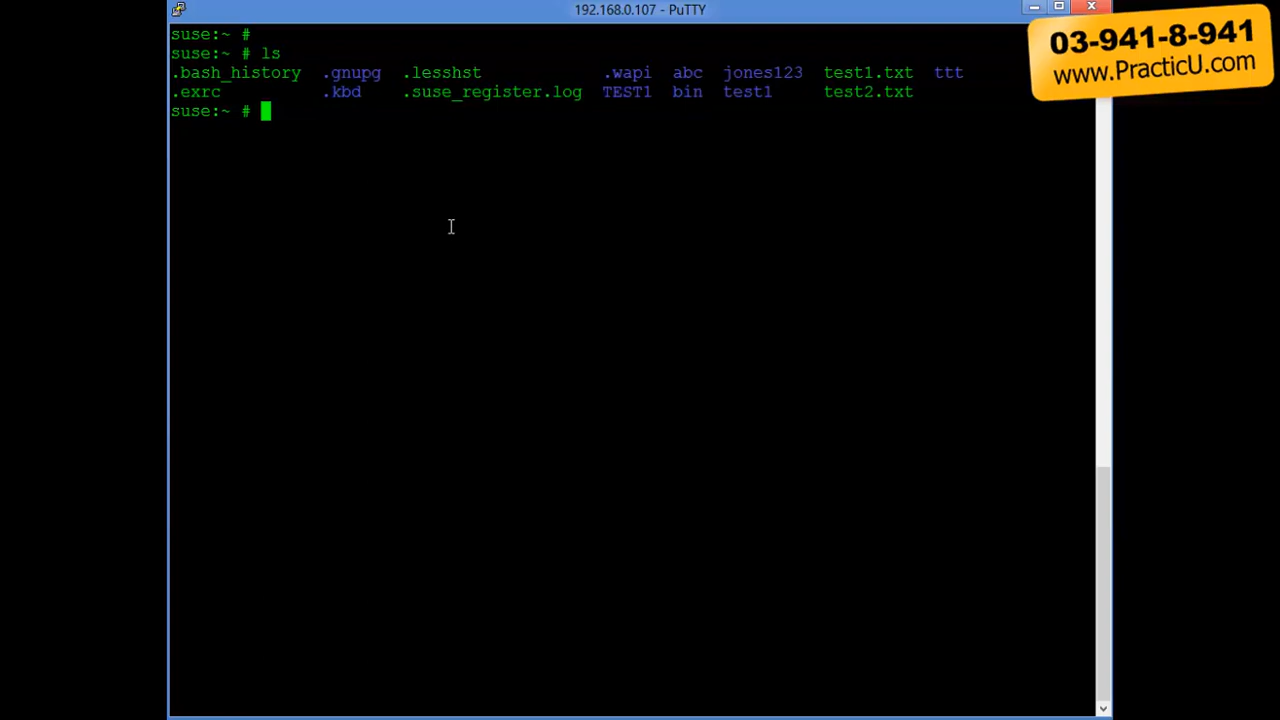 192.168.0.107 - PuTTY
03-941-8-941
www.PracticU.com
suse:~ #
suse:~ # ls
.bash_history .gnupg .lesshst .wapi abc jones123 test1.txt ttt
.exrc .kbd .suse_register.log TEST1 bin test1 test2.txt
suse:~ #